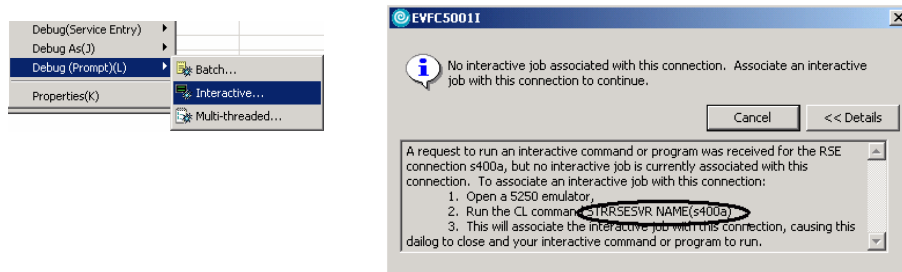 Debug(Service Entry)
Debug As(J)
Debug (Prompt)(L)
Properties(K)
Batch...
Interactive...
Multi-threaded...
EVFC5001I
No interactive job associated with this connection. Associate an interactive
job with this connection to continue.
Cancel
<< Details
A request to run an interactive command or program was received for the RSE
connection s400a, but no interactive job is currently associated with this
connection. To associate an interactive job with this connection:
1. Open a 5250 emulator,
2. Run the CL command STRRSESVR NAME(s400a)
3. This will associate the interactive job with this connection, causing this
dailog to close and your interactive command or program to run.